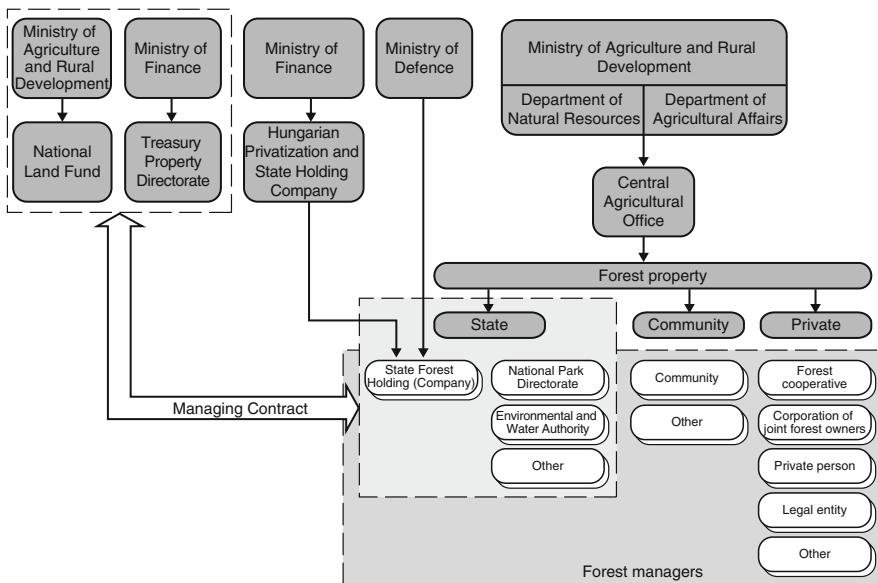 Ministry of
Agriculture
and Rural
Development
Ministry of
Finance
Ministry of
Finance
Ministry of
Defence
Ministry of Agriculture and Rural
Development
Department of
Natural Resources
Department of
Agricultural Affairs
National
Land Fund
Treasury
Property
Directorate
Hungarian
Privatization and
State Holding
Company
Central
Agricultural
Office
Forest property
State
Community
Private
State Forest
Holding (Company)
National Park
Directorate
Environmental and
Water Authority
Other
Community
Other
Forest
cooperative
Corporation of
joint forest owners
Private person
Legal entity
Other
Managing Contract
Forest managers